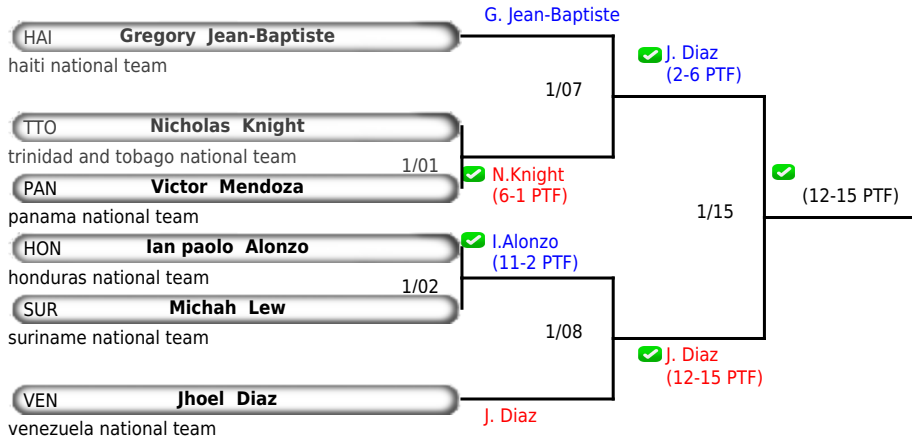 G. Jean-Baptiste
HAI Gregory Jean-Baptiste
haiti national team
J. Diaz
(2-6 PTF)
1/07
TTO Nicholas Knight
trinidad and tobago national team
1/01
N.Knight
(6-1 PTF)
PAN Victor Mendoza
panama national team
(12-15 PTF)
1/15
HON Ian paolo Alonzo
honduras national team
I.Alonzo
(11-2 PTF)
1/02
SUR Michah Lew
suriname national team
1/08
J. Diaz
(12-15 PTF)
VEN Jhoel Diaz
venezuela national team
J. Diaz